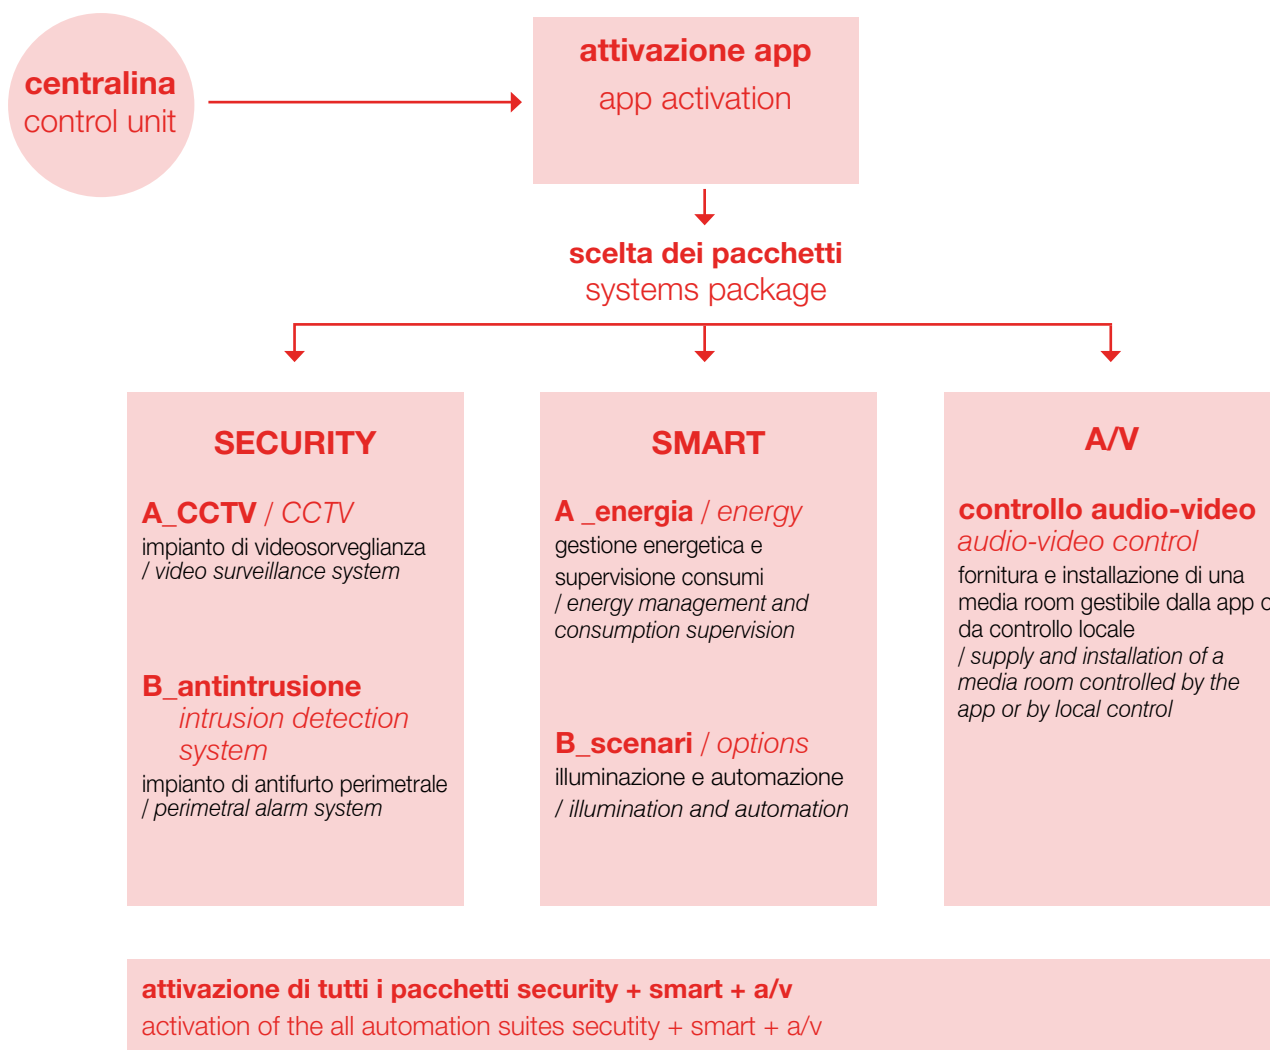 centralina
control unit
attivazione app
app activation
scelta dei pacchetti
systems package
SECURITY
A_CCTV / CCTV
impianto di videosorveglianza
/ video surveillance system
B_antintrusione
intrusion detection
system
impianto di antifurto perimetrale
/ perimetral alarm system
SMART
A _energia / energy
gestione energetica e
supervisione consumi
/ energy management and
consumption supervision
B_scenari / options
illuminazione e automazione
/ illumination and automation
A/V
controllo audio-video
audio-video control
fornitura e installazione di una
media room gestibile dalla app o
da controllo locale
/ supply and installation of a
media room controlled by the
app or by local control
attivazione di tutti i pacchetti security + smart + a/v
activation of the all automation suites secutity + smart + a/v